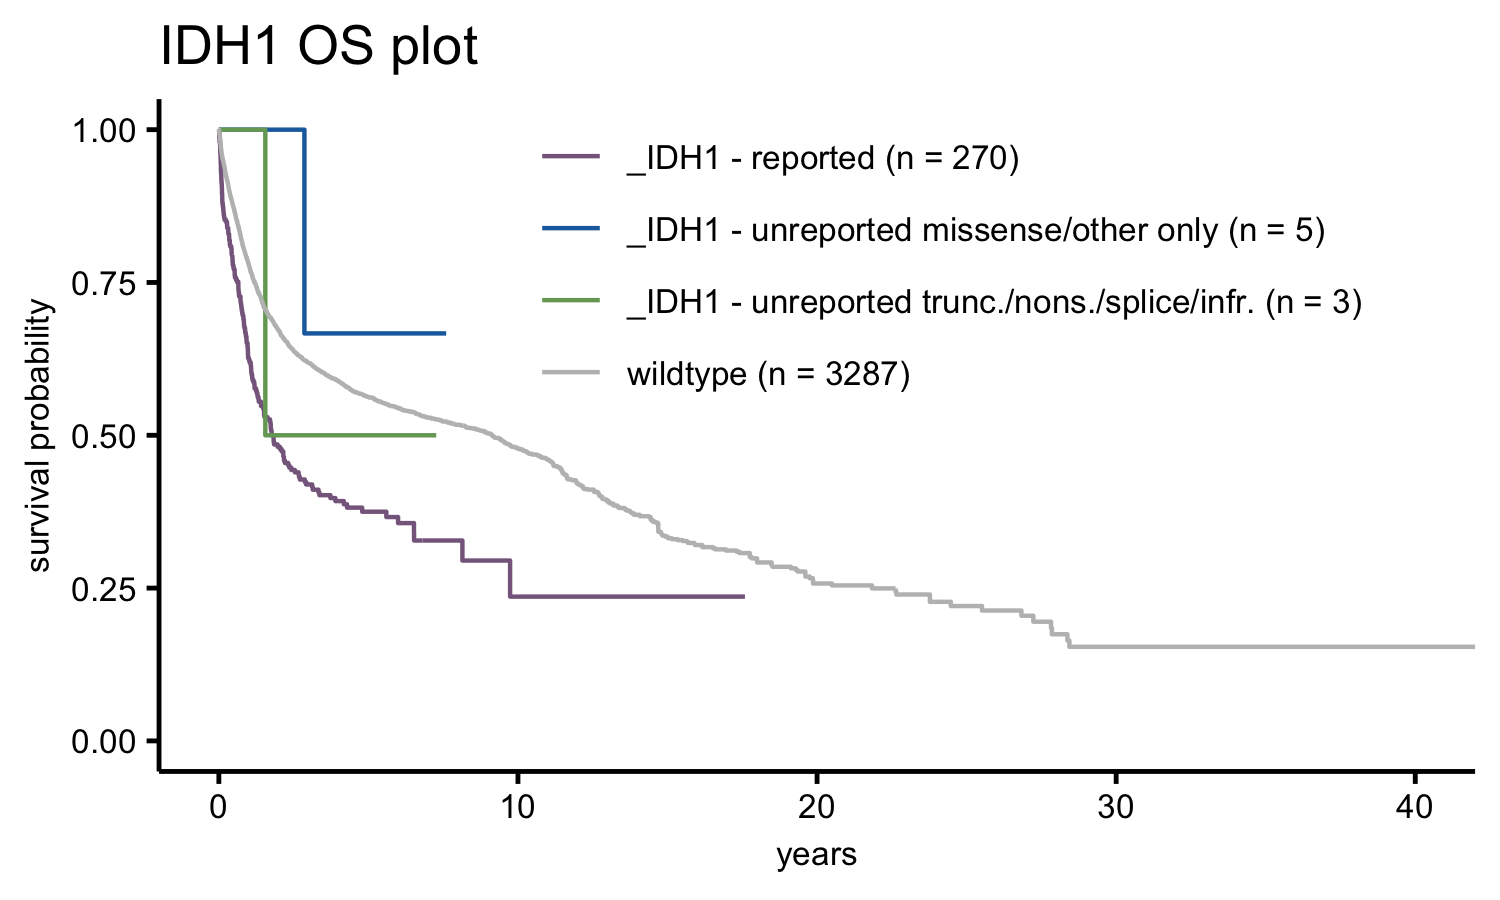 IDH1 OS plot
1.00
0.75
0.50
0.25
0.00
survival probability
_IDH1 - reported (n = 270)
_IDH1 - unreported missense/other only (n = 5)
_IDH1 - unreported trunc./nons./splice/infr. (n = 3)
wildtype (n = 3287)
0 10 20 30 40
years